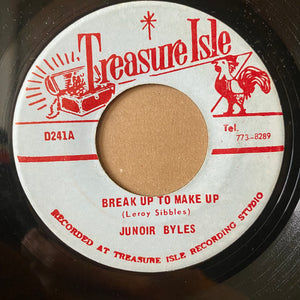 Treasure Isle
D241A
Tel.
773-8289
BREAK UP TO MAKE UP
(Leroy Sibbles)
JUNOIR BYLES
RECORDED AT TREASURE ISLE RECORDING STUDIO